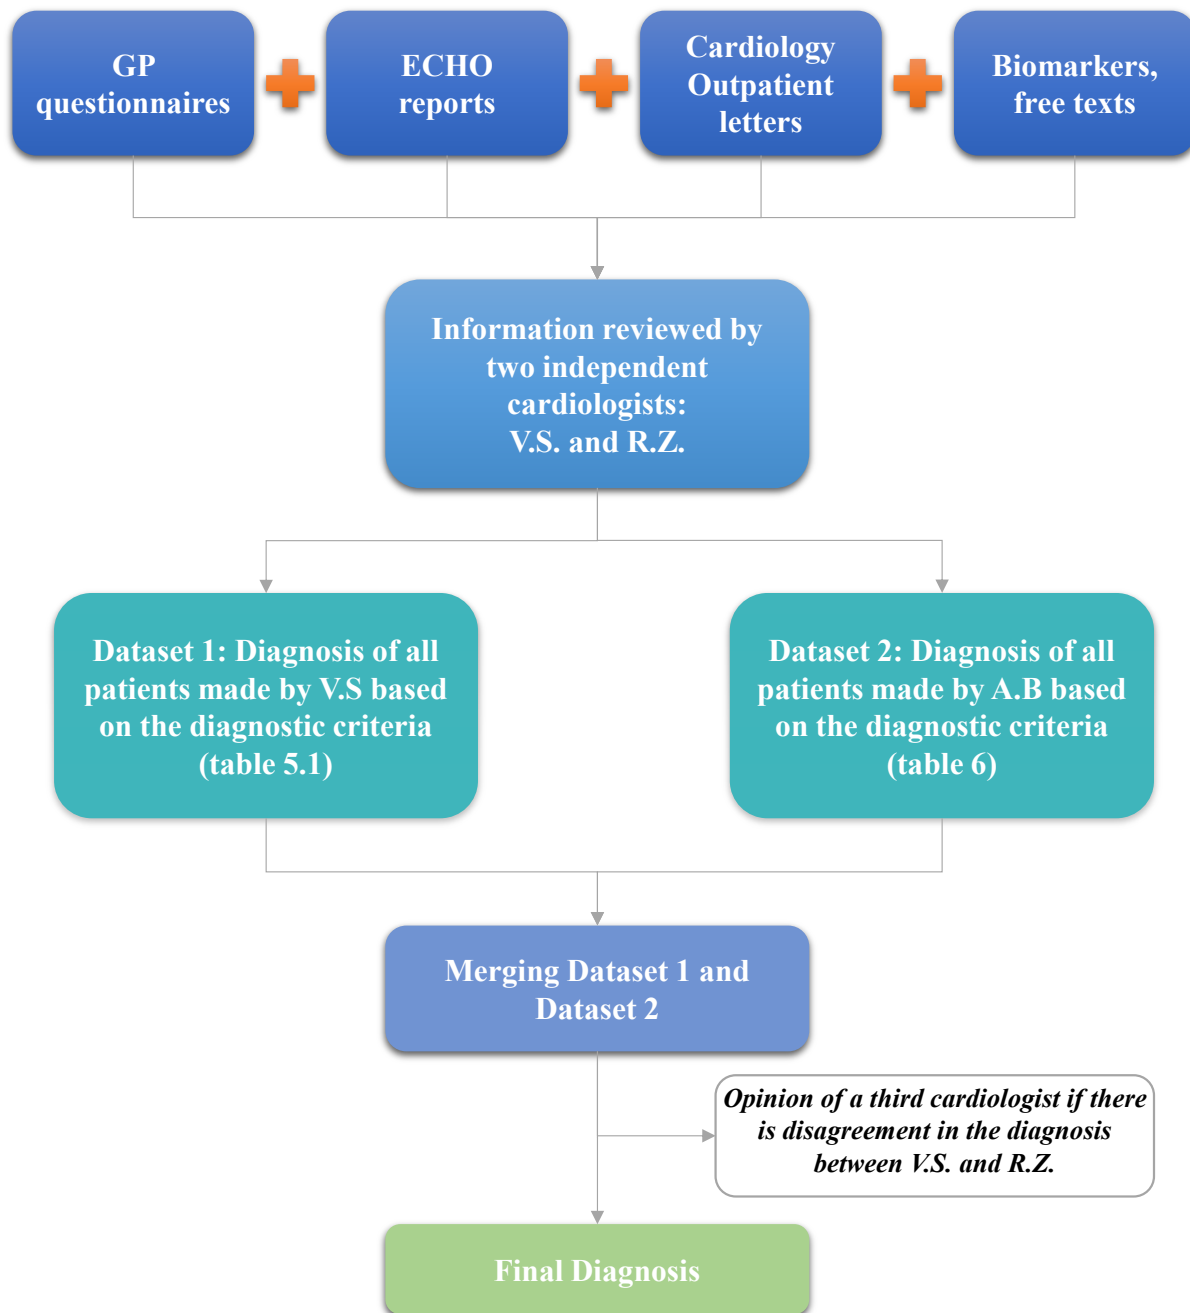 GP
questionnaires
ECHO
reports
Cardiology
Outpatient
letters
Biomarkers,
free texts
Information reviewed by
two independent
cardiologists:
V.S. and R.Z.
Dataset 1: Diagnosis of all
patients made by V.S based
on the diagnostic criteria
(table 5.1)
Dataset 2: Diagnosis of all
patients made by A.B based
on the diagnostic criteria
(table 6)
Merging Dataset 1 and
Dataset 2
Opinion of a third cardiologist if there
is disagreement in the diagnosis
between V.S. and R.Z.
Final Diagnosis